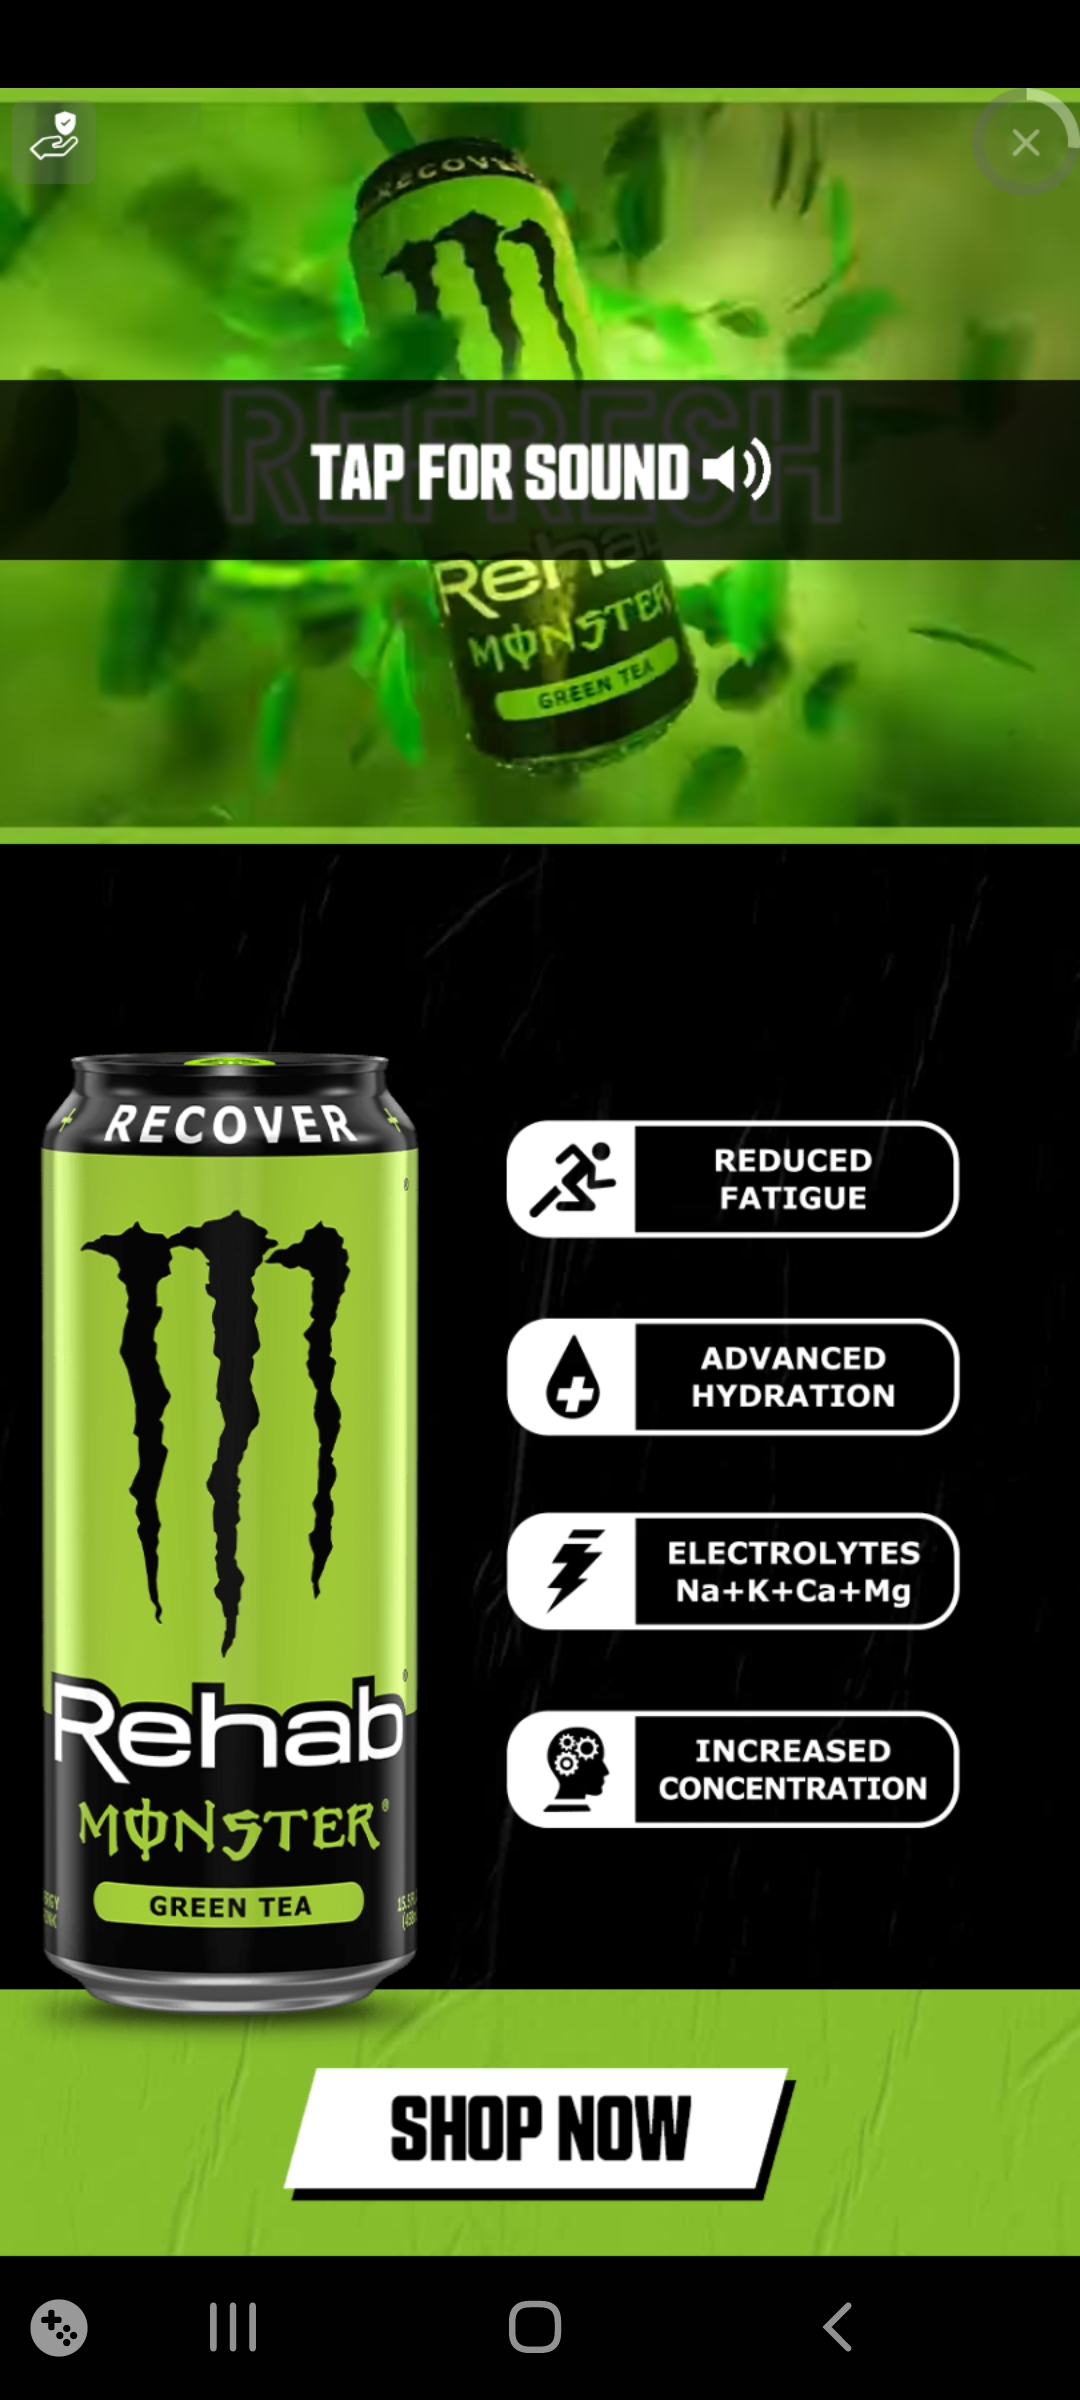 RECOVER
REFRESH
TAP FOR SOUND
Rehab
MONSTER
GREEN TEA
RECOVER
Rehab
MONSTER
GREEN TEA
REDUCED
FATIGUE
ADVANCED
HYDRATION
ELECTROLYTES
Na+K+Ca+Mg
INCREASED
CONCENTRATION
SHOP NOW